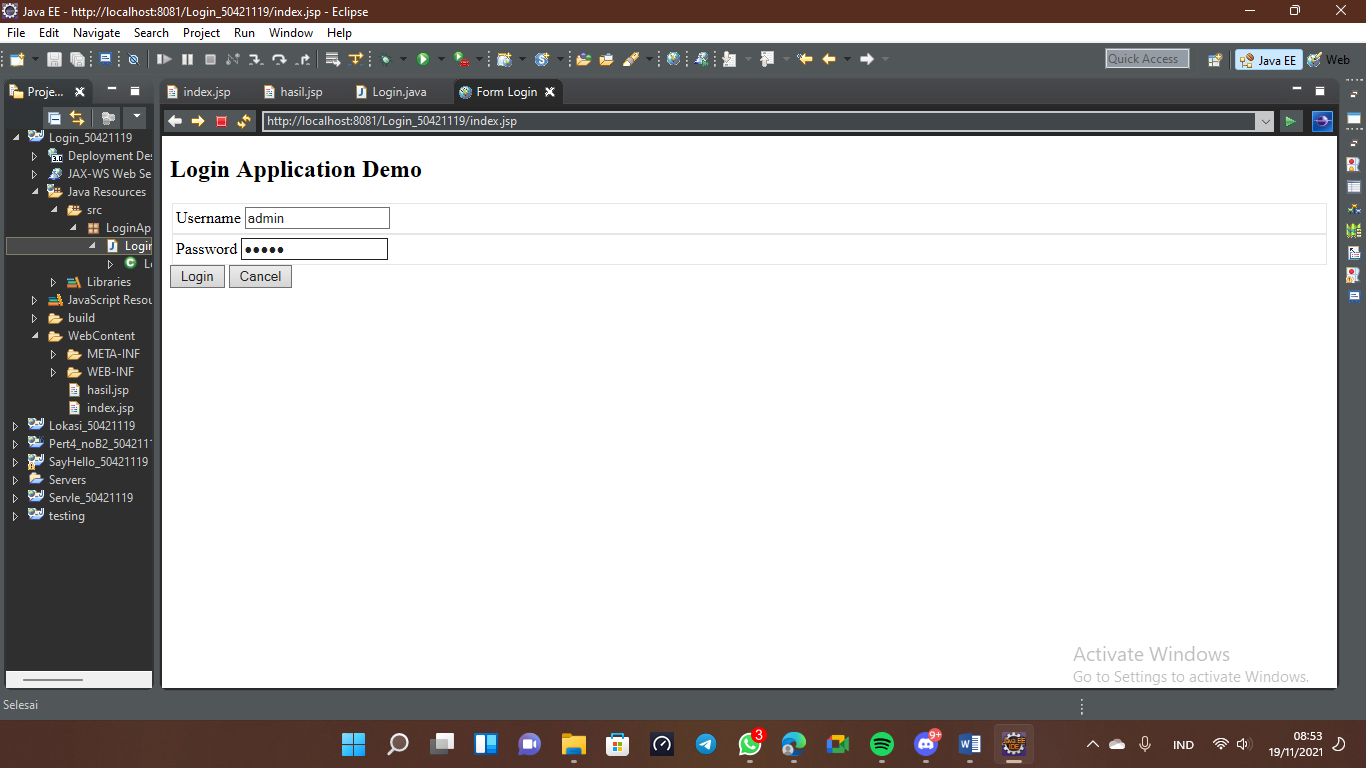 Java EE - http://localhost:8081/Login_50421119/index.jsp - Eclipse
File Edit Navigate Search Project Run Window Help
Quick Access
Java EE
Web
Proje...
index.jsp
hasil.jsp
Login.java
Form Login
http://localhost:8081/Login_50421119/index.jsp
Login_50421119
Deployment Des
JAX-WS Web Se
Java Resources
src
LoginAp
Login
Lo
Libraries
JavaScript Resou
build
WebContent
META-INF
WEB-INF
hasil.jsp
index.jsp
Lokasi_50421119
Pert4_noB2_5042111
SayHello_50421119
Servers
Servle_50421119
testing
Login Application Demo
Username admin
Password •••••
Login Cancel
Activate Windows
Go to Settings to activate Windows.
Selesai
3
9+
IND
08:53
19/11/2021